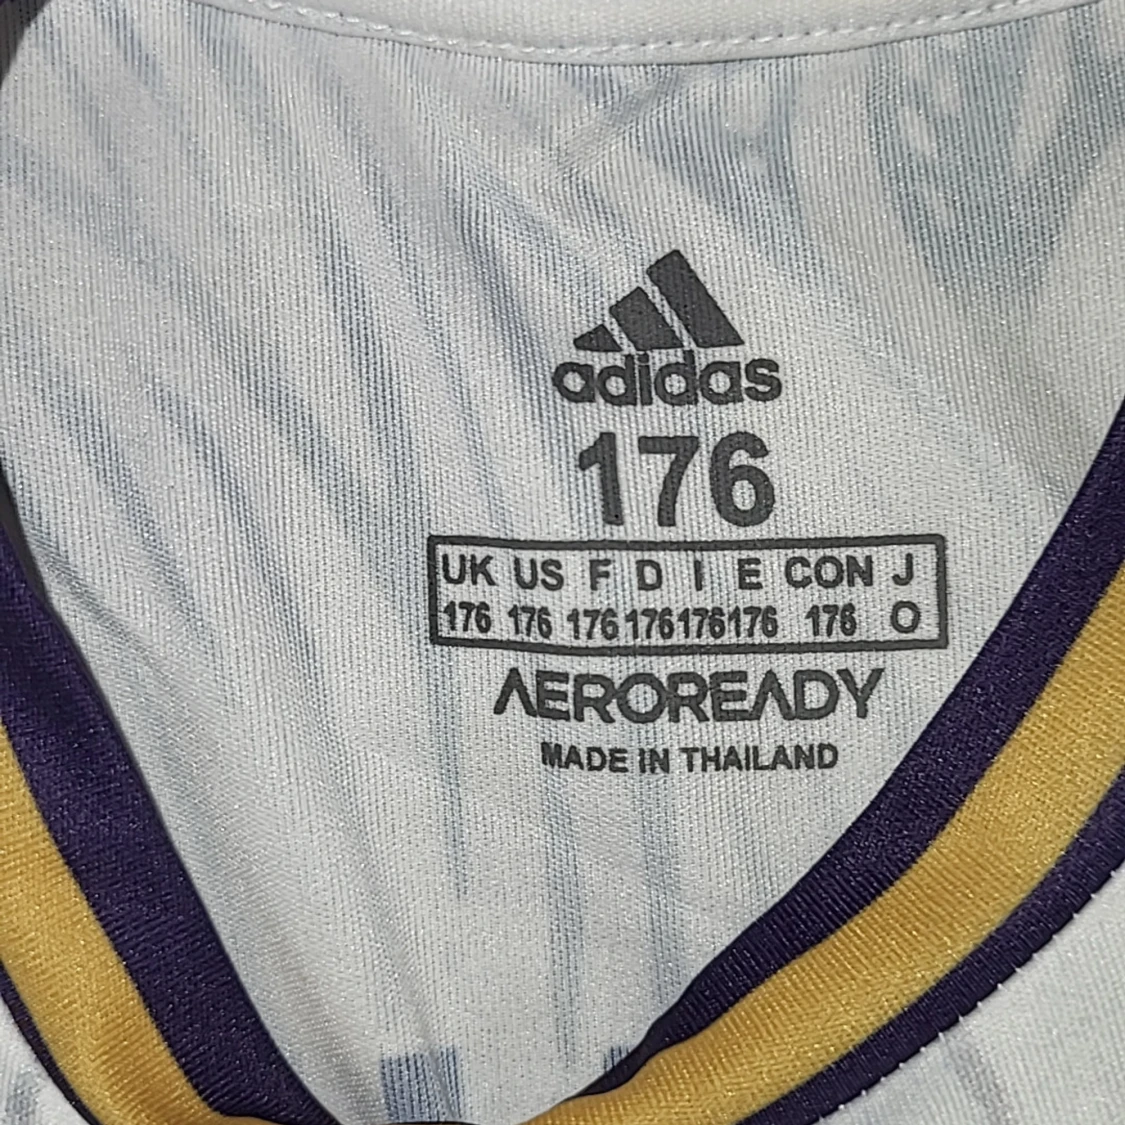 adidas
176
UK US F D I E CON J
176 176 176 176 176 176 176 O
AEROREADY
MADE IN THAILAND